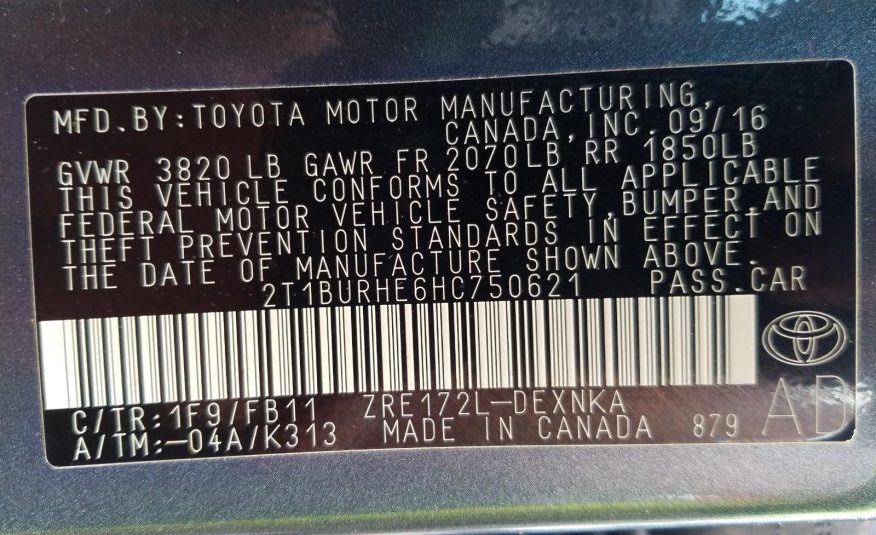 MFD.BY:TOYOTA MOTOR MANUFACTURING,
CANADA,INC.09/16
GVWR 3820 LB GAWR FR 2070LB,RR 1850LB
THIS VEHICLE CONFORMS TO ALL APPLICABLE
FEDERAL MOTOR VEHICLE SAFETY,BUMPER,AND
THEFT PREVENTION STANDARDS IN EFFECT ON
THE DATE OF MANUFACTURE SHOWN ABOVE.
2T1BURHE6HC750621 PASS.CAR
C/TR:1F9/FB11 ZRE172L-DEXNKA
A/TM:-04A/K313 MADE IN CANADA 879 AD